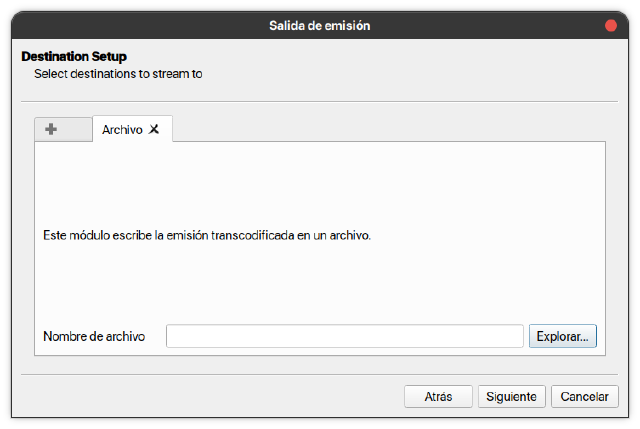 Salida de emisión
Destination Setup
Select destinations to stream to
Archivo
Este módulo escribe la emisión transcodificada en un archivo.
Nombre de archivo
Explorar...
Atrás
Siguiente
Cancelar